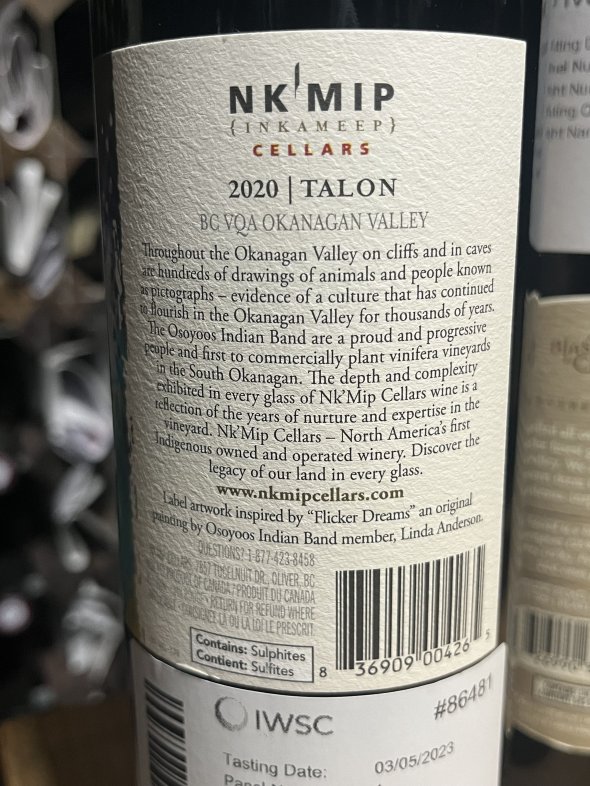 NK'MIP
{INKAMEEP}
CELLARS
2020 | TALON
BC VQA OKANAGAN VALLEY
Throughout the Okanagan Valley on cliffs and in caves
are hundreds of drawings of animals and people known
as pictographs – evidence of a culture that has continued
to flourish in the Okanagan Valley for thousands of years.
The Osoyoos Indian Band are a proud and progressive
people and first to commercially plant vinifera vineyards
in the South Okanagan. The depth and complexity
exhibited in every glass of Nk'Mip Cellars wine is a
reflection of the years of nurture and expertise in the
vineyard. Nk'Mip Cellars – North America's first
Indigenous owned and operated winery. Discover the
legacy of our land in every glass.
www.nkmipcellars.com
Label artwork inspired by "Flicker Dreams" an original
painting by Osoyoos Indian Band member, Linda Anderson.
QUESTIONS? 1-877-423-8458
CELLARS 7857 TUSELNUIT DR., OLIVER, BC
PRODUCT OF CANADA / PRODUIT DU CANADA
RETURN FOR REFUND WHERE
CONSIGNÉE LÀ OÙ LA LOI LE PRESCRIT
Contains: Sulphites
Contient: Sulfites
8 36909 00426 5
IWSC
#86481
Tasting Date: 03/05/2023